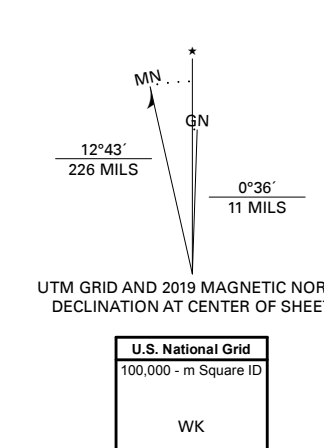 ★
MN
GN
12°43´
226 MILS
0°36´
11 MILS
UTM GRID AND 2019 MAGNETIC NOR
DECLINATION AT CENTER OF SHEET
U.S. National Grid
100,000 - m Square ID
WK